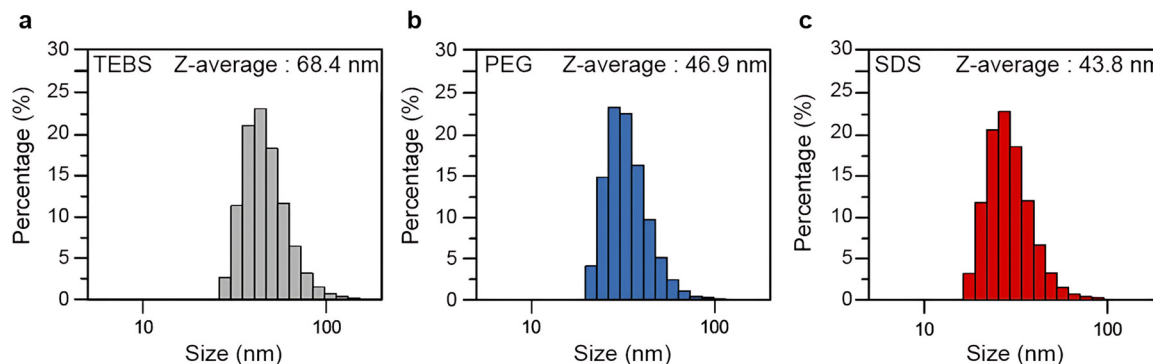 a
TEBS Z-average : 68.4 nm
30
25
20
15
10
5
0
Percentage (%)
10 100
Size (nm)
b
PEG Z-average : 46.9 nm
30
25
20
15
10
5
0
Percentage (%)
10 100
Size (nm)
c
SDS Z-average : 43.8 nm
30
25
20
15
10
5
0
Percentage (%)
10 100
Size (nm)